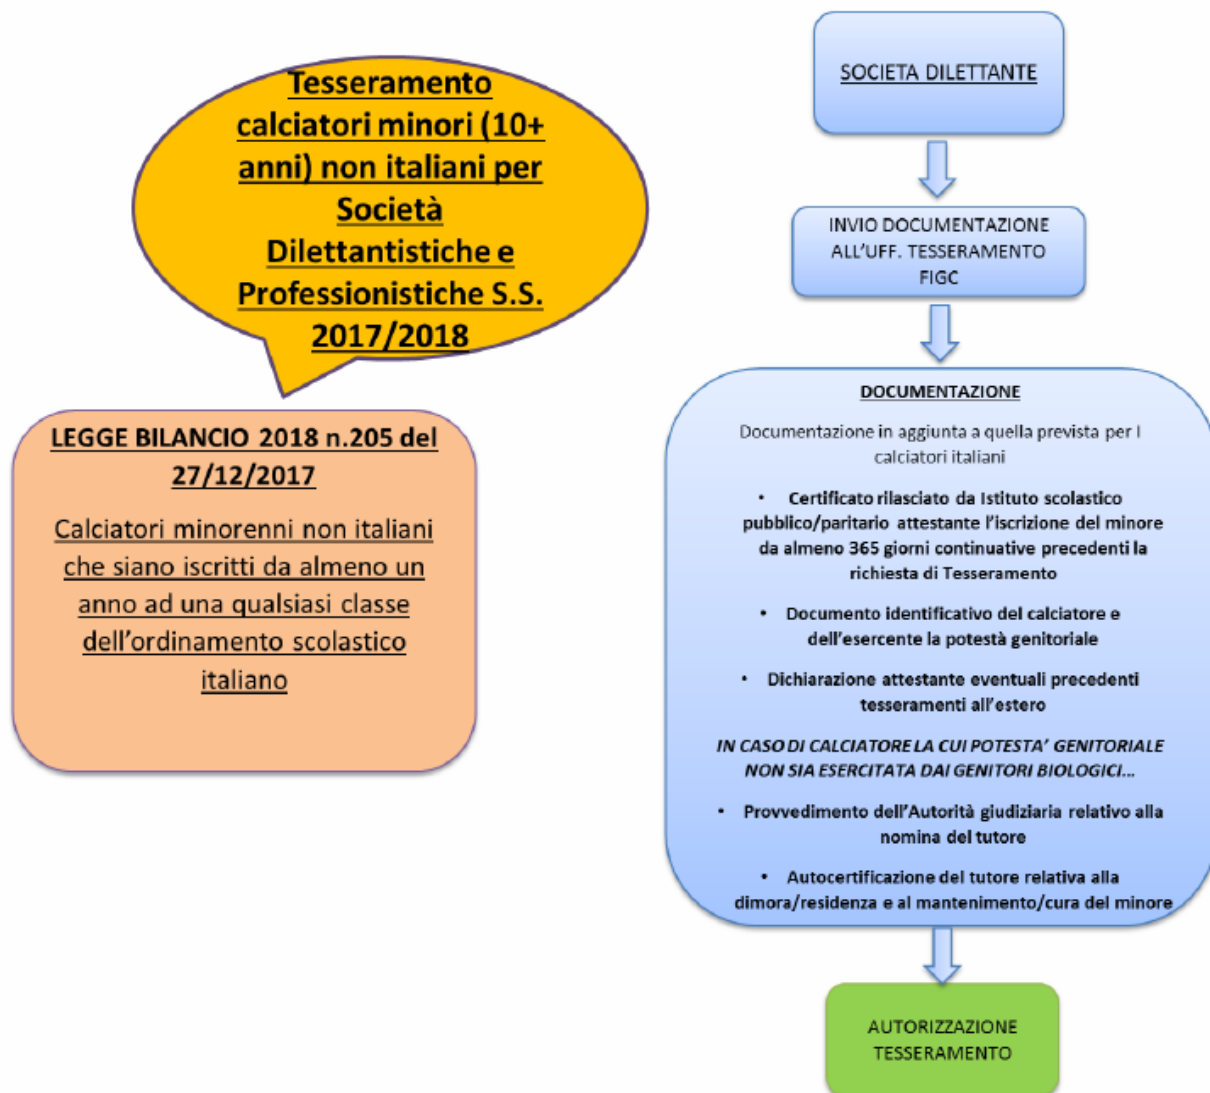 Tesseramento
calciatori minori (10+
anni) non italiani per
Società
Dilettantistiche e
Professionistiche S.S.
2017/2018
LEGGE BILANCIO 2018 n.205 del
27/12/2017
Calciatori minorenni non italiani
che siano iscritti da almeno un
anno ad una qualsiasi classe
dell'ordinamento scolastico
italiano
SOCIETA DILETTANTE
INVIO DOCUMENTAZIONE
ALL'UFF. TESSERAMENTO
FIGC
DOCUMENTAZIONE
Documentazione in aggiunta a quella prevista per I
calciatori italiani
• Certificato rilasciato da Istituto scolastico
pubblico/paritario attestante l'iscrizione del minore
da almeno 365 giorni continuative precedenti la
richiesta di Tesseramento
• Documento identificativo del calciatore e
dell'esercente la potestà genitoriale
• Dichiarazione attestante eventuali precedenti
tesseramenti all'estero
IN CASO DI CALCIATORE LA CUI POTESTA' GENITORIALE
NON SIA ESERCITATA DAI GENITORI BIOLOGICI...
• Provvedimento dell'Autorità giudiziaria relativo alla
nomina del tutore
• Autocertificazione del tutore relativa alla
dimora/residenza e al mantenimento/cura del minore
AUTORIZZAZIONE
TESSERAMENTO